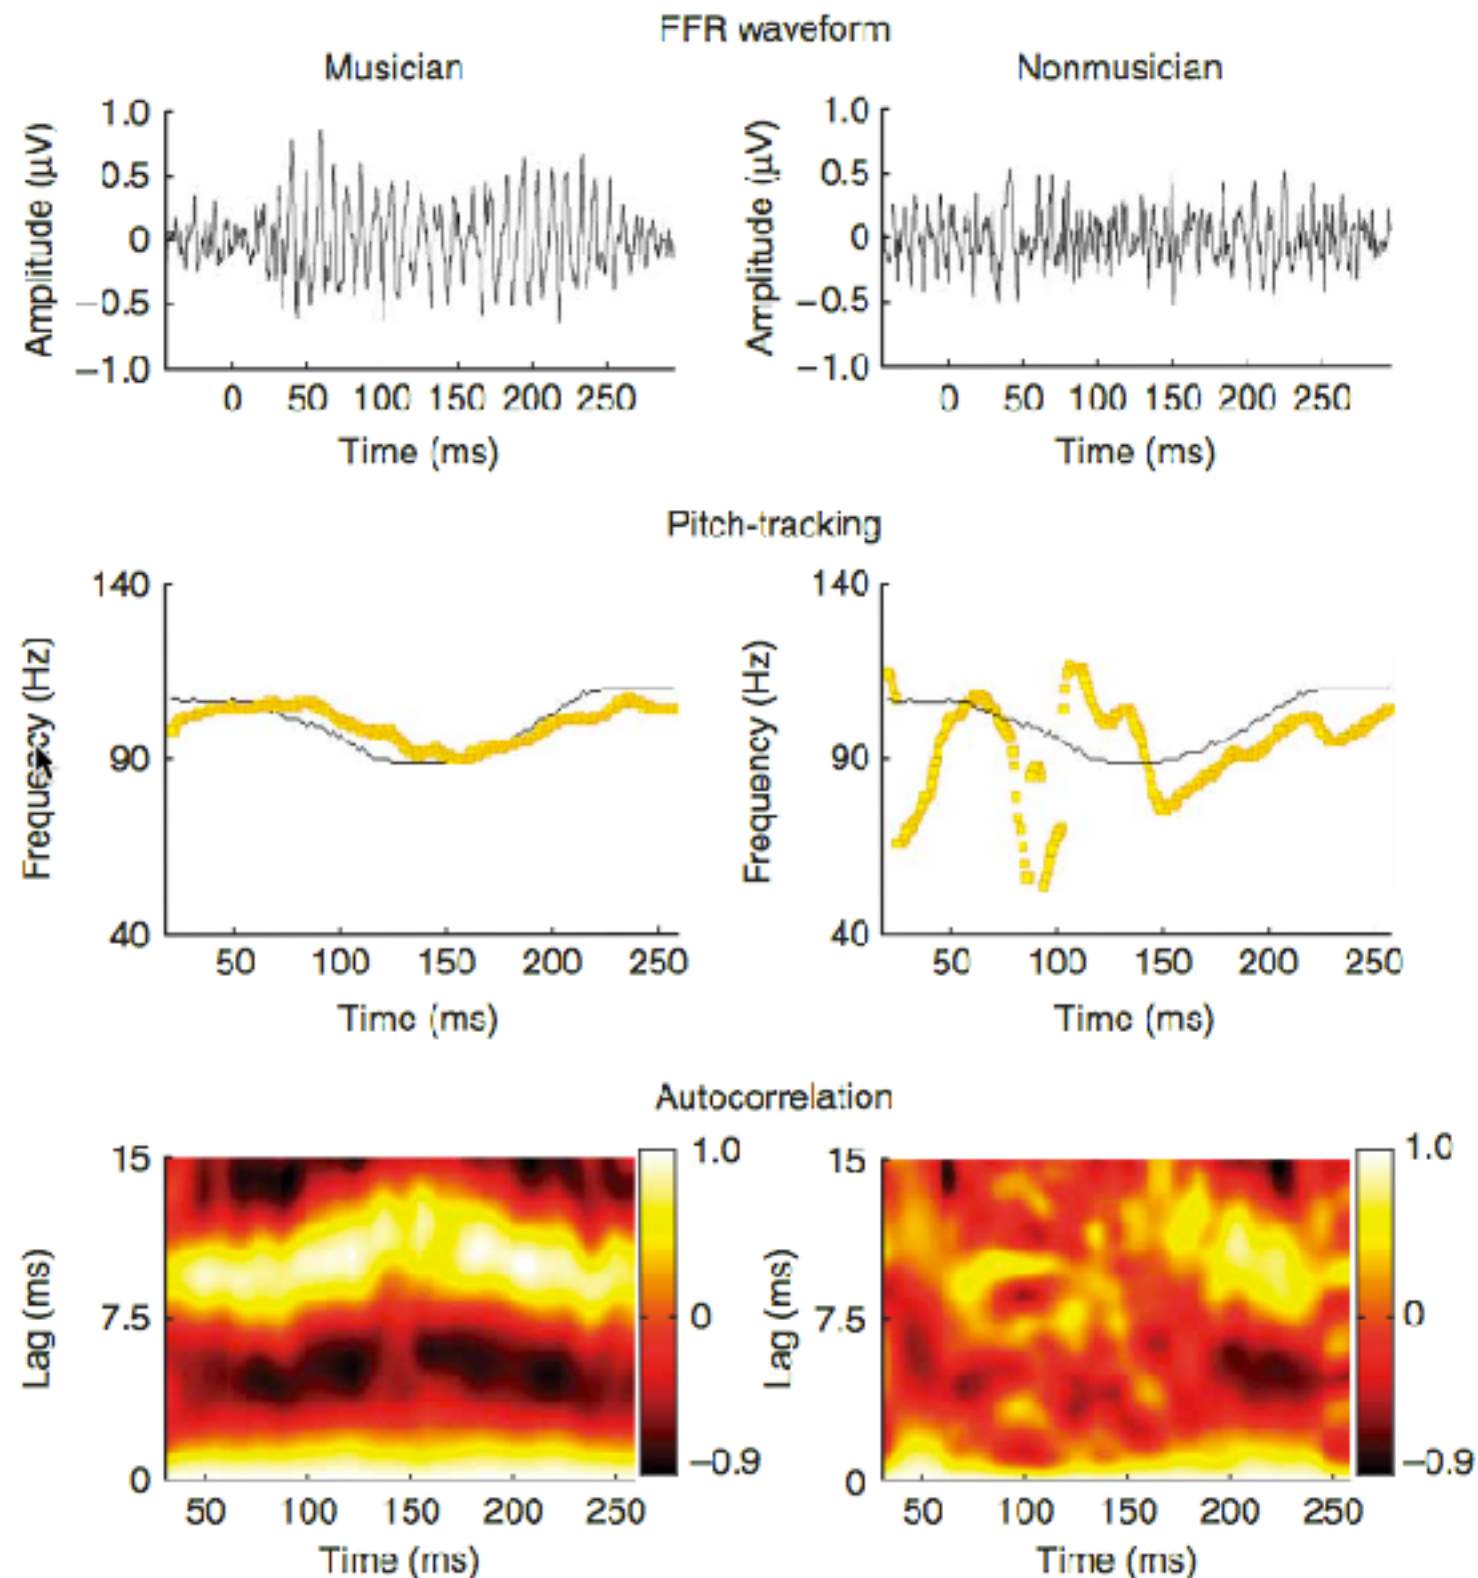 FFR waveform
Musician
Nonmusician
Amplitude (μV)
1.0
0.5
0
−0.5
−1.0
0 50 100 150 200 250
Time (ms)
Amplitude (μV)
1.0
0.5
0
−0.5
−1.0
0 50 100 150 200 250
Time (ms)
Pitch-tracking
Frequency (Hz)
140
90
40
50 100 150 200 250
Time (ms)
Frequency (Hz)
140
90
40
50 100 150 200 250
Time (ms)
Autocorrelation
Lag (ms)
15
7.5
0
50 100 150 200 250
Time (ms)
1.0
0
−0.9
Lag (ms)
15
7.5
0
50 100 150 200 250
Time (ms)
1.0
0
−0.9